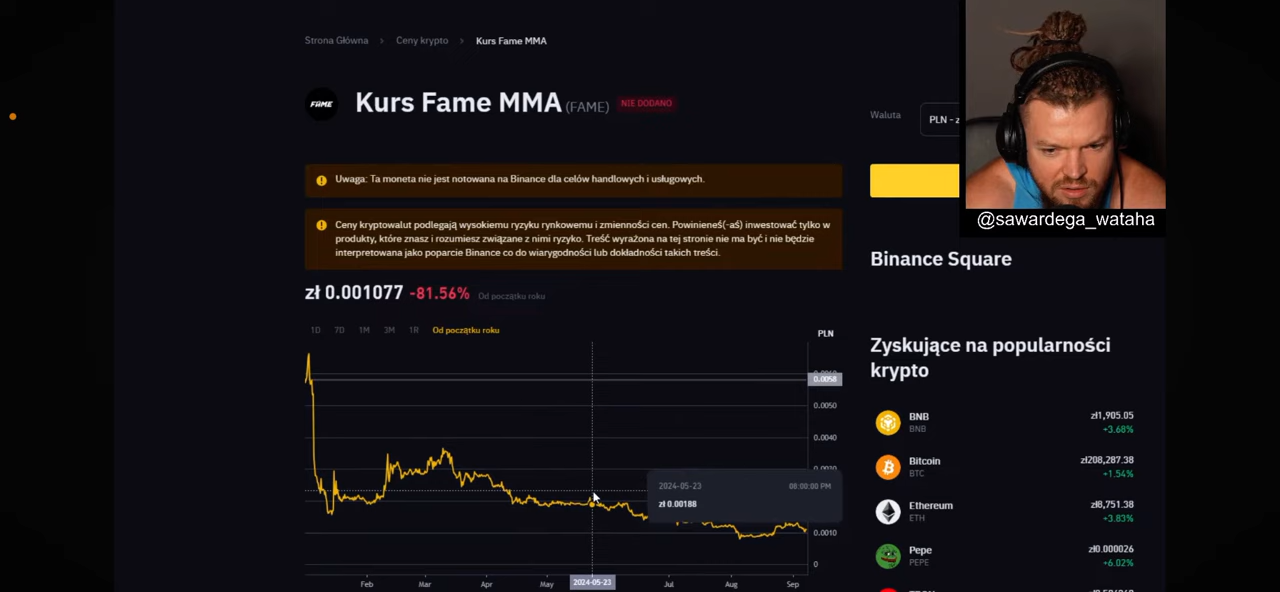 Strona Główna > Ceny krypto > Kurs Fame MMA
FAME
Kurs Fame MMA (FAME) NIE DODANO
Waluta
PLN - z
@sawardega_wataha
Uwaga: Ta moneta nie jest notowana na Binance dla celów handlowych i usługowych.
Ceny kryptowalut podlegają wysokiemu ryzyku rynkowemu i zmienności cen. Powinieneś(-aś) inwestować tylko w
produkty, które znasz i rozumiesz związane z nimi ryzyko. Treść wyrażona na tej stronie nie ma być i nie będzie
interpretowana jako poparcie Binance co do wiarygodności lub dokładności takich treści.
zł 0.001077 -81.56% Od początku roku
1D 7D 1M 3M 1R Od początku roku
PLN
0.0058
0.0050
0.0040
0.0010
0
2024-05-23 08:00:00 PM
zł 0.00188
Feb Mar Apr May 2024-05-23 Jul Aug Sep
Binance Square
Zyskujące na popularności
krypto
BNB zł1,905.05
BNB +3.68%
Bitcoin zł208,287.38
BTC +1.54%
Ethereum zł8,751.38
ETH +3.83%
Pepe zł0.000026
PEPE +6.02%